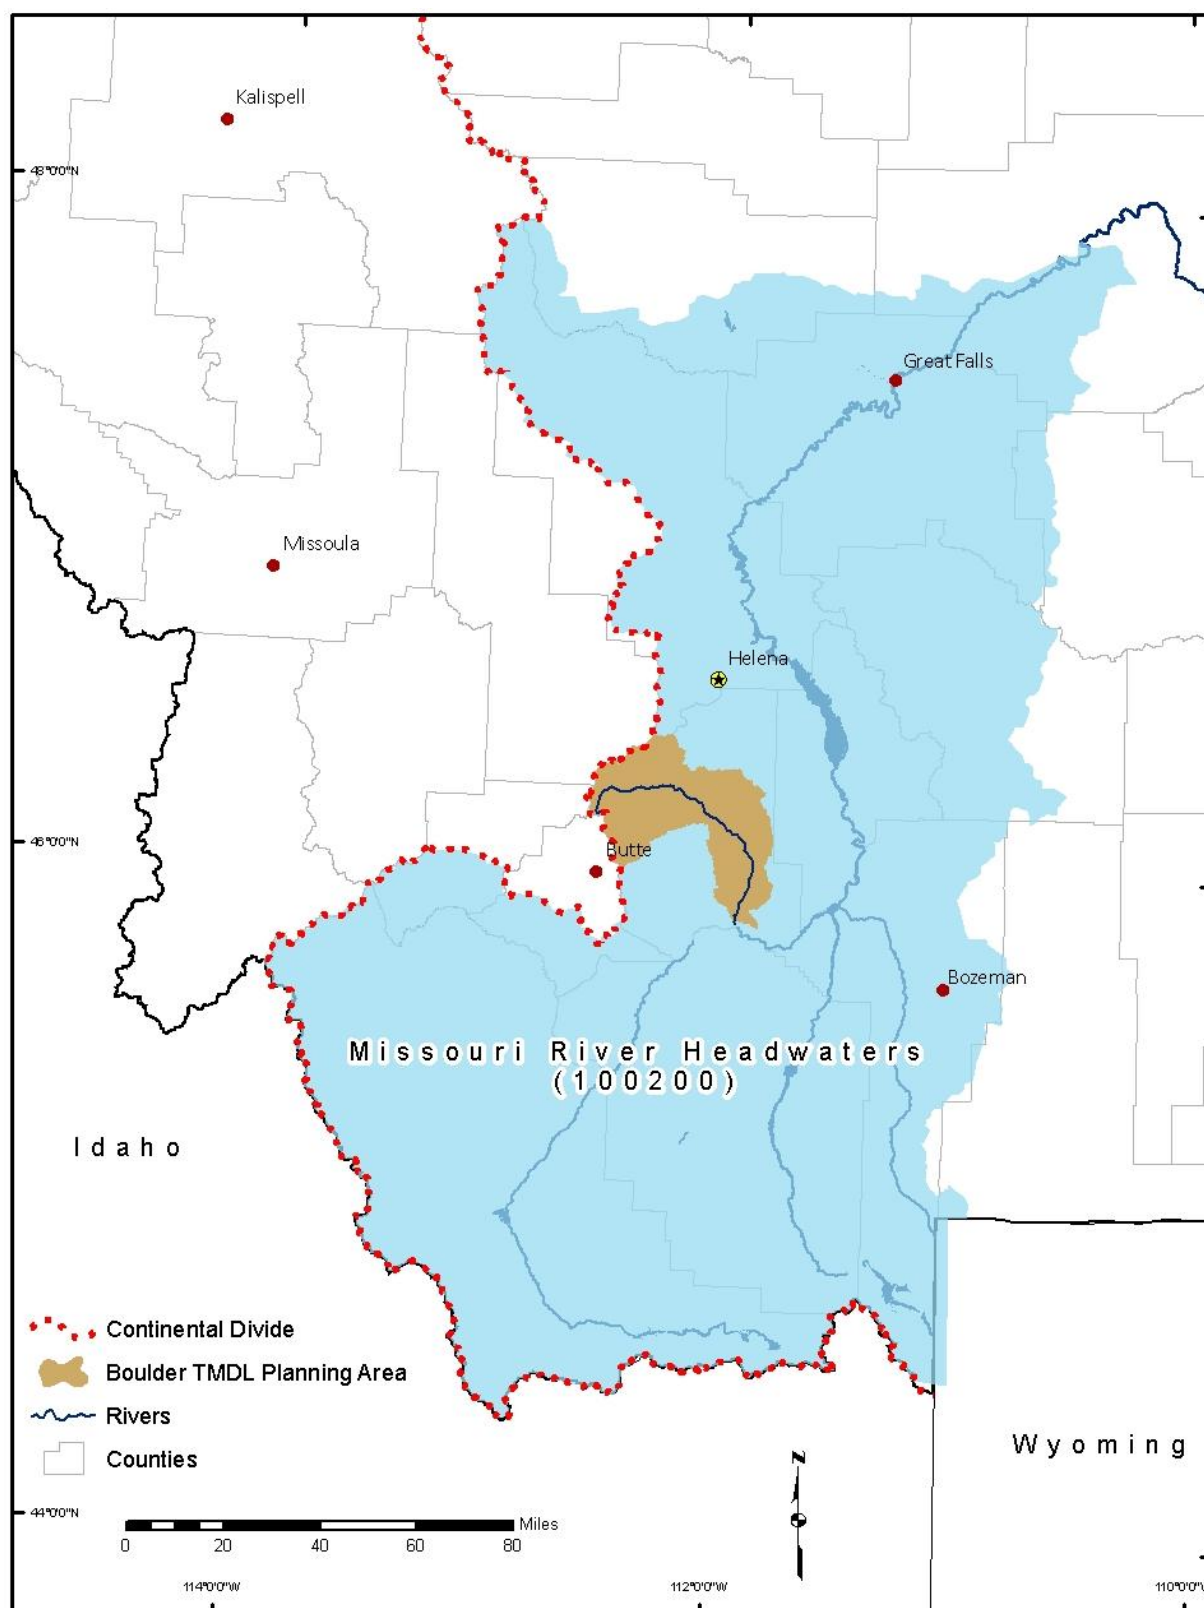 Kalispell
48°0'0"N
Great Falls
Missoula
Helena
46°0'0"N
Butte
Bozeman
Missouri River Headwaters
(100200)
Idaho
Continental Divide
Boulder TMDL Planning Area
Rivers
Counties
Wyoming
N
44°0'0"N
Miles
0 20 40 60 80
114°0'0"W 112°0'0"W 110°0'0"W